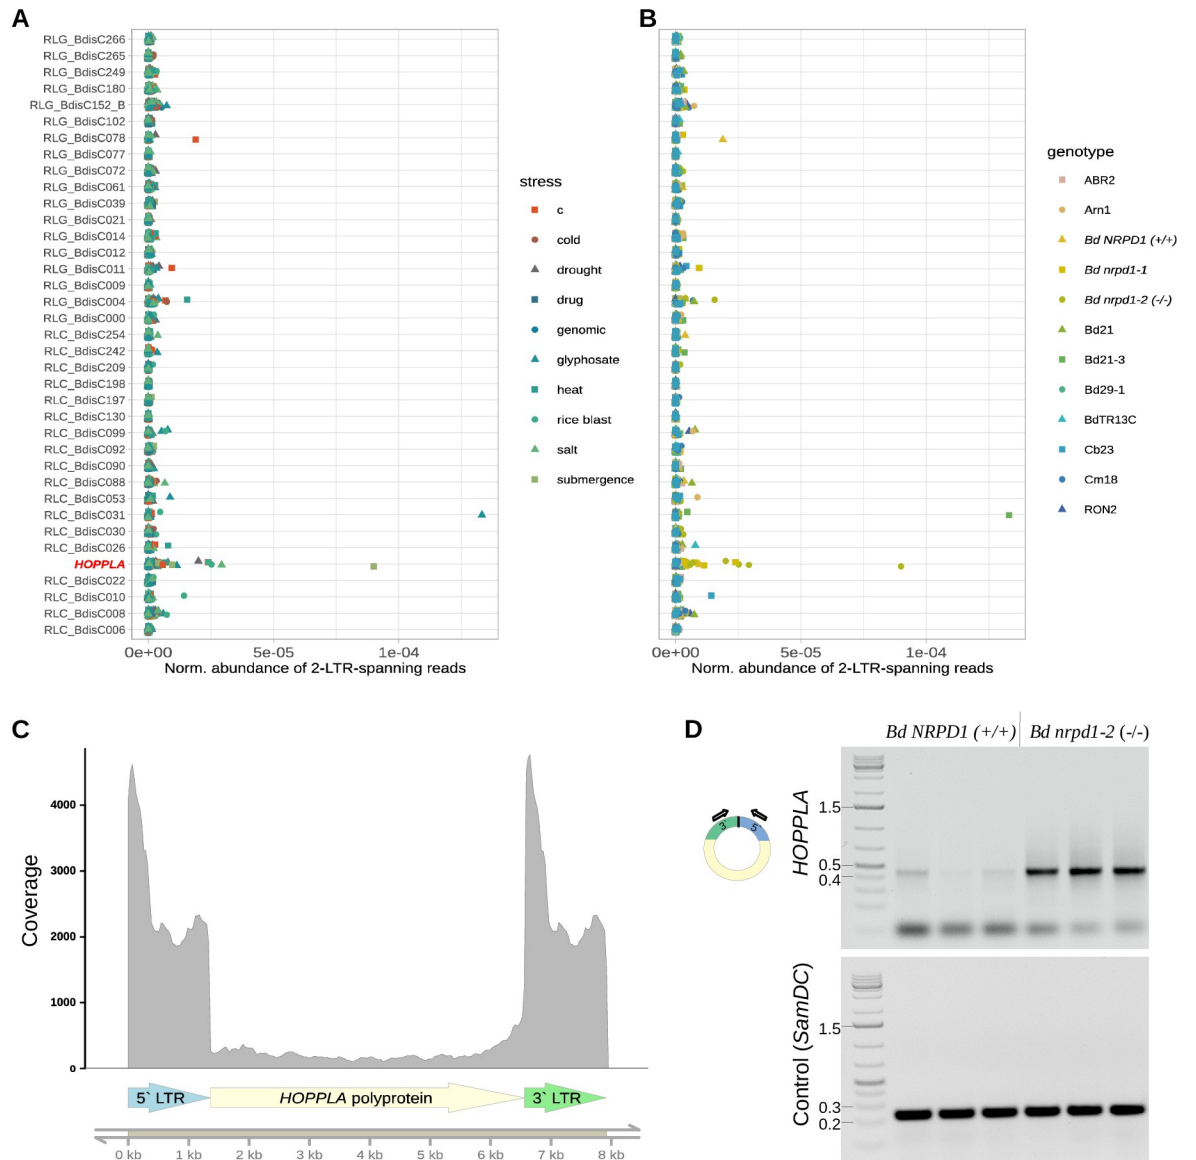 A
RLG_BdisC266
RLG_BdisC265
RLG_BdisC249
RLG_BdisC180
RLG_BdisC152_B
RLG_BdisC102
RLG_BdisC078
RLG_BdisC077
RLG_BdisC072
RLG_BdisC061
RLG_BdisC039
RLG_BdisC021
RLG_BdisC014
RLG_BdisC012
RLG_BdisC011
RLG_BdisC009
RLG_BdisC004
RLG_BdisC000
RLC_BdisC254
RLC_BdisC242
RLC_BdisC209
RLC_BdisC198
RLC_BdisC197
RLC_BdisC130
RLC_BdisC099
RLC_BdisC092
RLC_BdisC090
RLC_BdisC088
RLC_BdisC053
RLC_BdisC031
RLC_BdisC030
RLC_BdisC026
HOPPLA
RLC_BdisC022
RLC_BdisC010
RLC_BdisC008
RLC_BdisC006
0e+00 5e-05 1e-04
Norm. abundance of 2-LTR-spanning reads
stress
c
cold
drought
drug
genomic
glyphosate
heat
rice blast
salt
submergence
B
0e+00 5e-05 1e-04
Norm. abundance of 2-LTR-spanning reads
genotype
ABR2
Arn1
Bd NRPD1 (+/+)
Bd nrpd1-1
Bd nrpd1-2 (-/-)
Bd21
Bd21-3
Bd29-1
BdTR13C
Cb23
Cm18
RON2
C
Coverage
4000
3000
2000
1000
0
5` LTR HOPPLA polyprotein 3` LTR
0 kb 1 kb 2 kb 3 kb 4 kb 5 kb 6 kb 7 kb 8 kb
D
Bd NRPD1 (+/+) Bd nrpd1-2 (-/-)
3` 5`
HOPPLA
1.5
0.5
0.4
Control (SamDC)
1.5
0.3
0.2